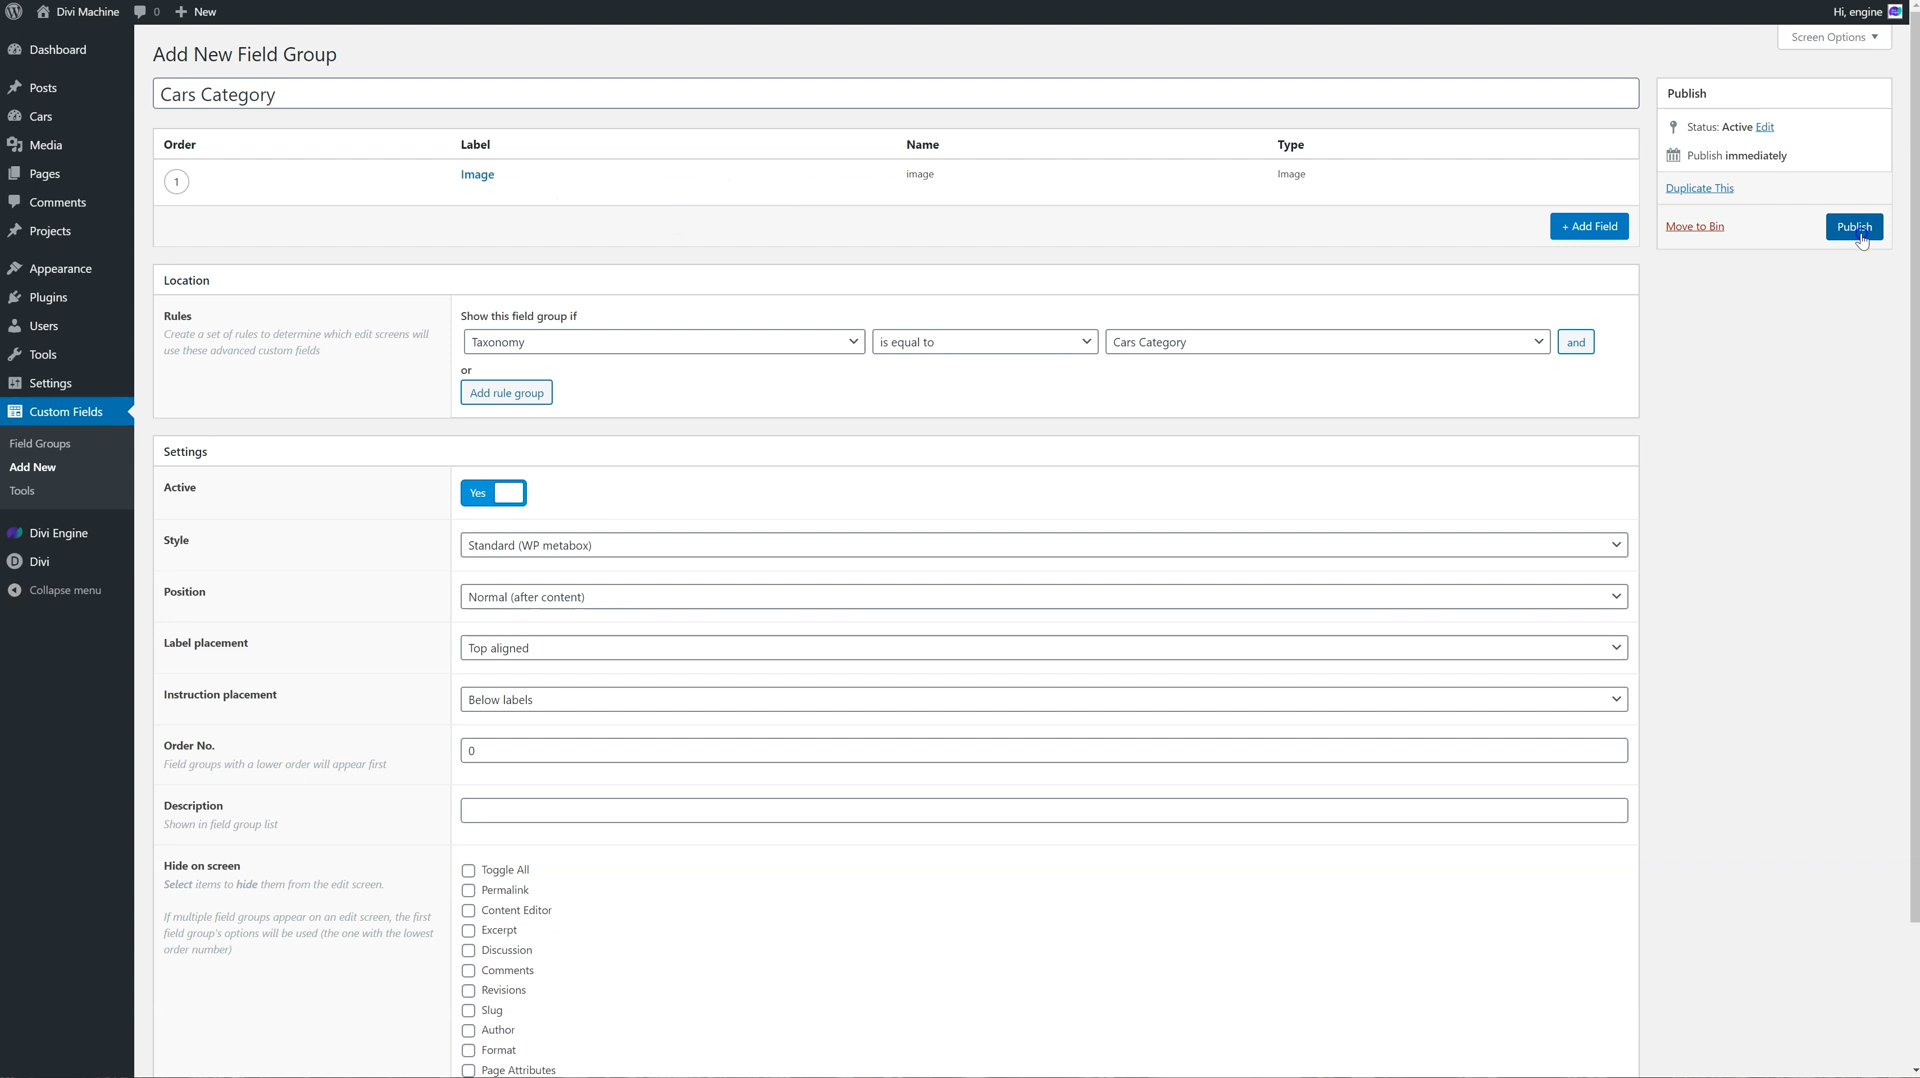 Divi Machine 0 New Hi, engine
Screen Options
Dashboard
Posts
Cars
Media
Pages
Comments
Projects
Appearance
Plugins
Users
Tools
Settings
Custom Fields
Field Groups
Add New
Tools
Divi Engine
Divi
Collapse menu
Add New Field Group
Cars Category
Order Label Name Type
1 Image image Image
+ Add Field
Location
Rules
Create a set of rules to determine which edit screens will
use these advanced custom fields
Show this field group if
Taxonomy is equal to Cars Category and
or
Add rule group
Settings
Active
Yes
Style
Standard (WP metabox)
Position
Normal (after content)
Label placement
Top aligned
Instruction placement
Below labels
Order No.
Field groups with a lower order will appear first
0
Description
Shown in field group list
Hide on screen
Select items to hide them from the edit screen.
If multiple field groups appear on an edit screen, the first
field group's options will be used (the one with the lowest
order number)
Toggle All
Permalink
Content Editor
Excerpt
Discussion
Comments
Revisions
Slug
Author
Format
Page Attributes
Publish
Status: Active Edit
Publish immediately
Duplicate This
Move to Bin
Publish